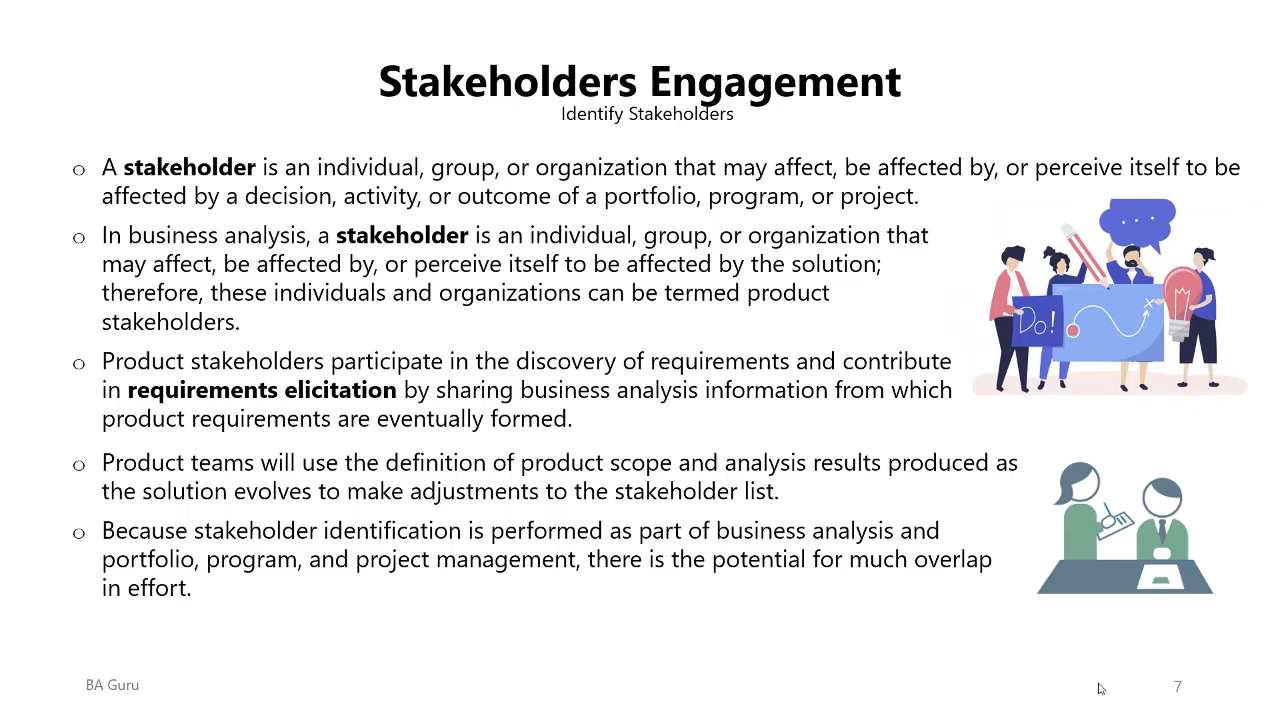 Stakeholders Engagement
Identify Stakeholders
o A stakeholder is an individual, group, or organization that may affect, be affected by, or perceive itself to be
affected by a decision, activity, or outcome of a portfolio, program, or project.
o In business analysis, a stakeholder is an individual, group, or organization that
may affect, be affected by, or perceive itself to be affected by the solution;
therefore, these individuals and organizations can be termed product
stakeholders.
Do!
o Product stakeholders participate in the discovery of requirements and contribute
in requirements elicitation by sharing business analysis information from which
product requirements are eventually formed.
o Product teams will use the definition of product scope and analysis results produced as
the solution evolves to make adjustments to the stakeholder list.
o Because stakeholder identification is performed as part of business analysis and
portfolio, program, and project management, there is the potential for much overlap
in effort.
BA Guru
7